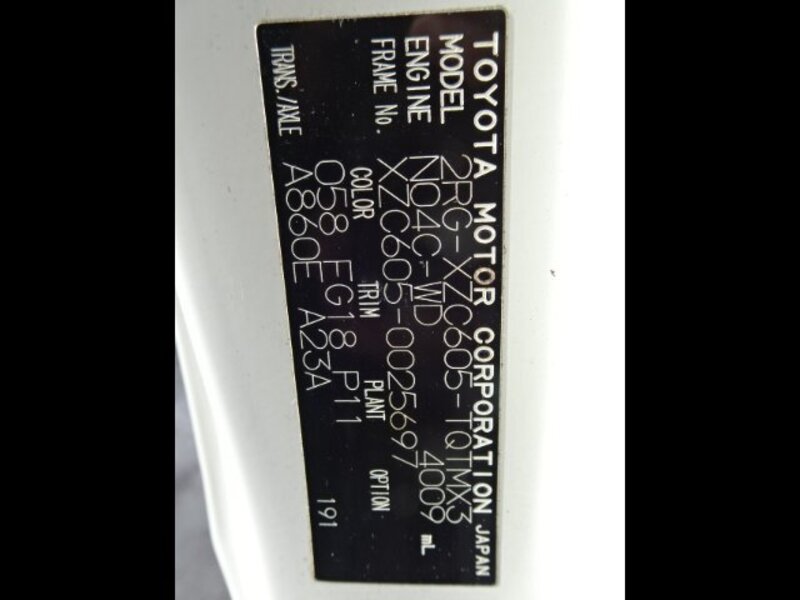 TOYOTA MOTOR CORPORATION JAPAN
MODEL 2RG-XZC605-TQTMX3
ENGINE N04C-WD 4009 mL
FRAME No. XZC605-0025697
COLOR TRIM PLANT OPTION
058 FG18 P11
TRANS./AXLE A860E A23A
191